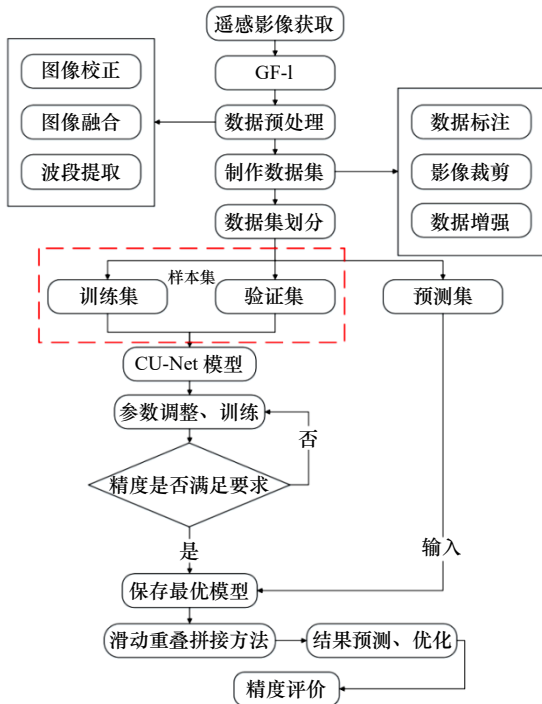 遥感影像获取
GF-1
图像校正
图像融合
波段提取
数据预处理
制作数据集
数据集划分
数据标注
影像裁剪
数据增强
样本集
训练集
验证集
预测集
CU-Net 模型
参数调整、训练
否
精度是否满足要求
是
输入
保存最优模型
滑动重叠拼接方法
结果预测、优化
精度评价